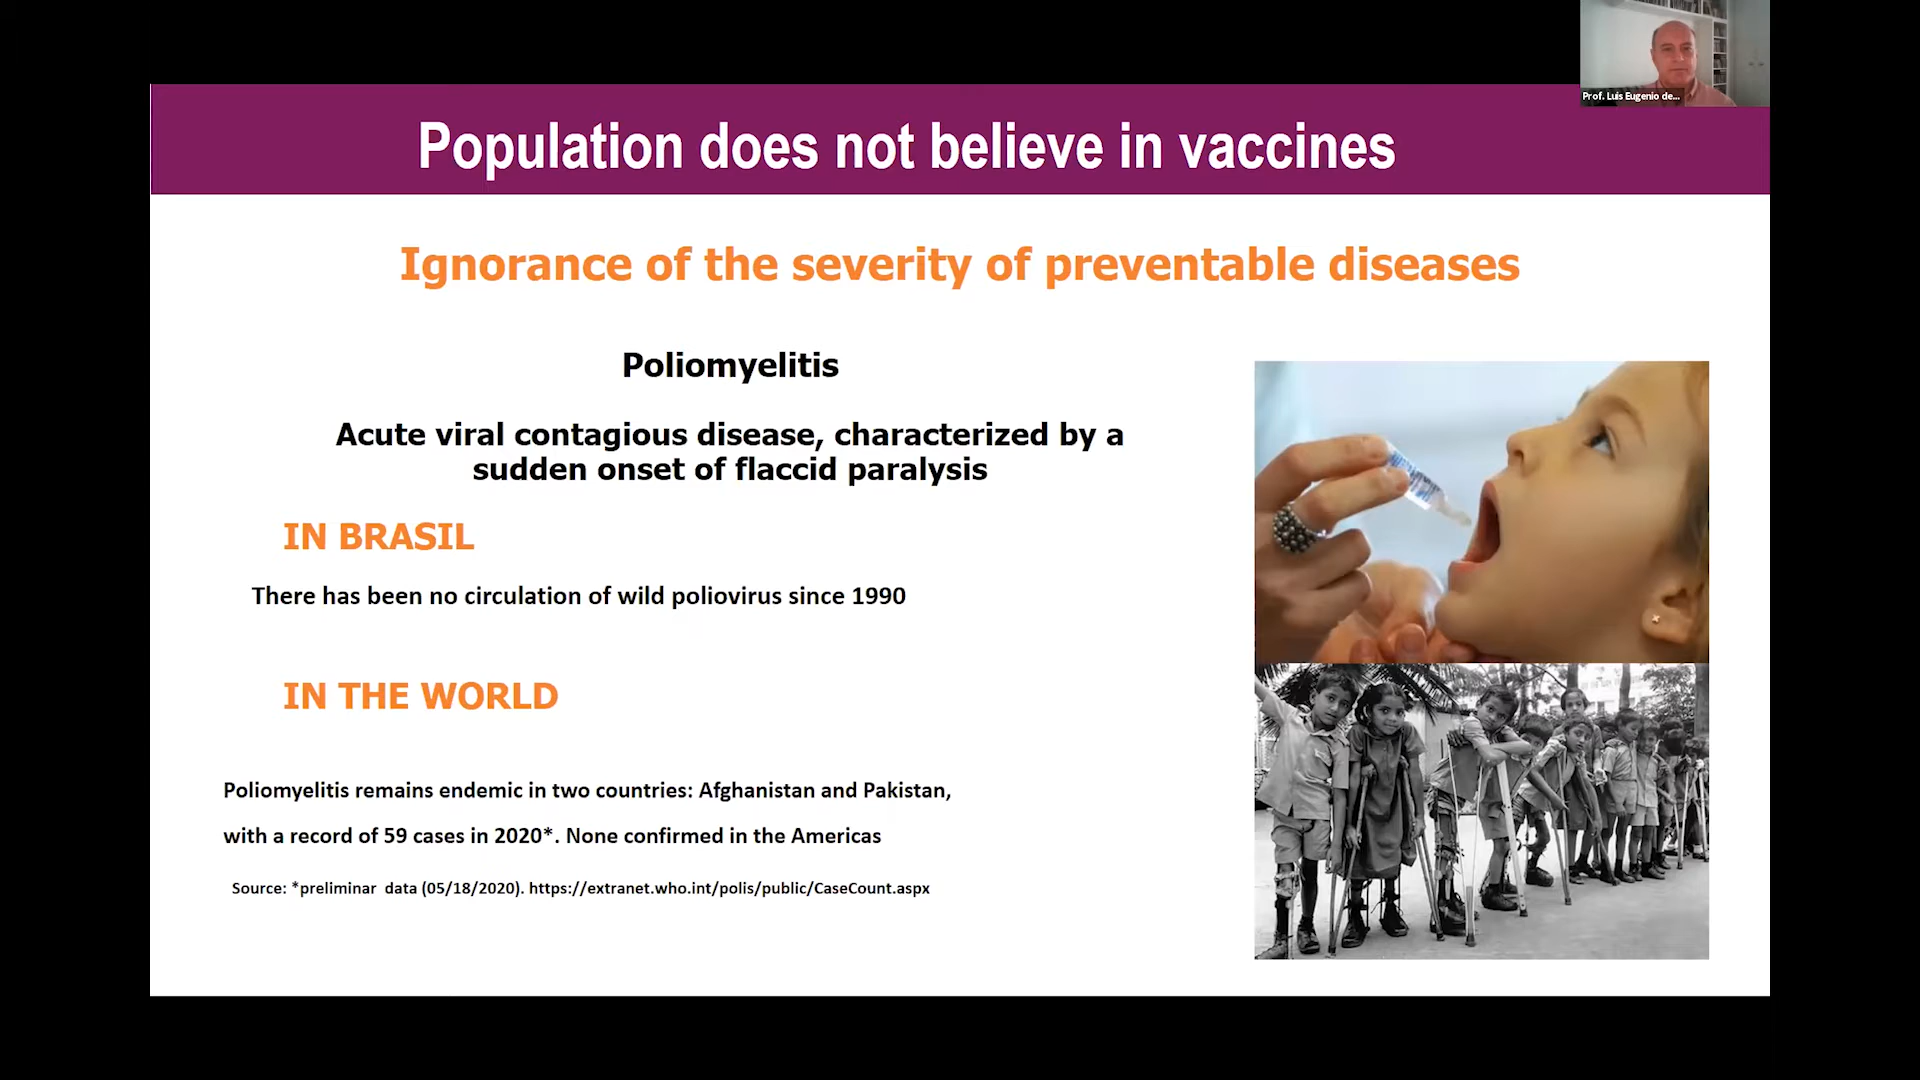 Prof. Luis Eugenio de...
Population does not believe in vaccines
Ignorance of the severity of preventable diseases
Poliomyelitis
Acute viral contagious disease, characterized by a
sudden onset of flaccid paralysis
IN BRASIL
There has been no circulation of wild poliovirus since 1990
IN THE WORLD
Poliomyelitis remains endemic in two countries: Afghanistan and Pakistan,
with a record of 59 cases in 2020*. None confirmed in the Americas
Source: *preliminar data (05/18/2020). https://extranet.who.int/polis/public/CaseCount.aspx